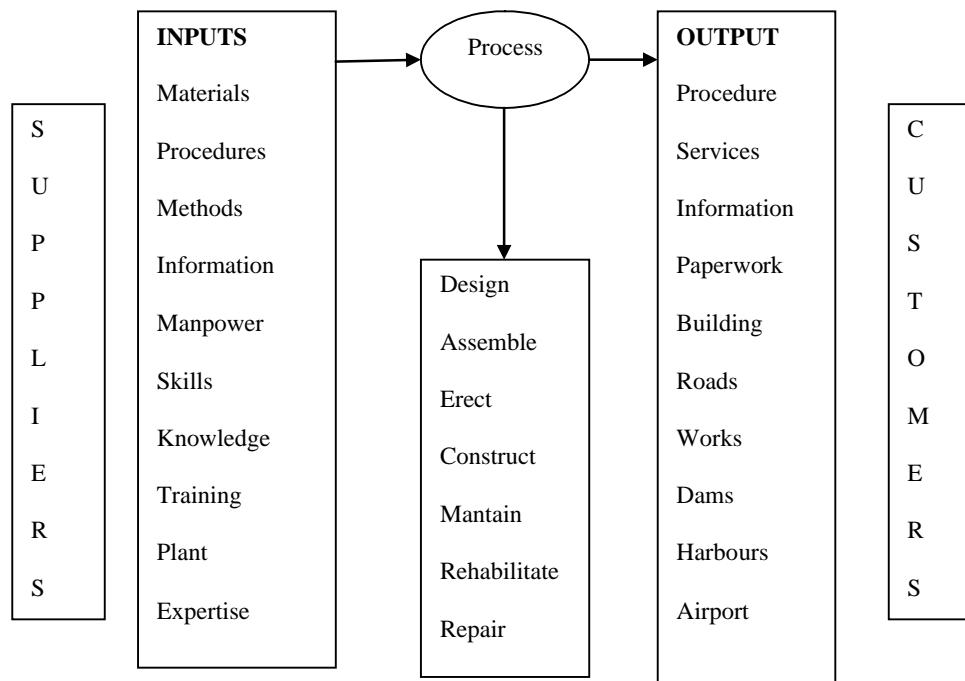 S
U
P
P
L
I
E
R
S
INPUTS
Materials
Procedures
Methods
Information
Manpower
Skills
Knowledge
Training
Plant
Expertise
Process
Design
Assemble
Erect
Construct
Mantain
Rehabilitate
Repair
OUTPUT
Procedure
Services
Information
Paperwork
Building
Roads
Works
Dams
Harbours
Airport
C
U
S
T
O
M
E
R
S